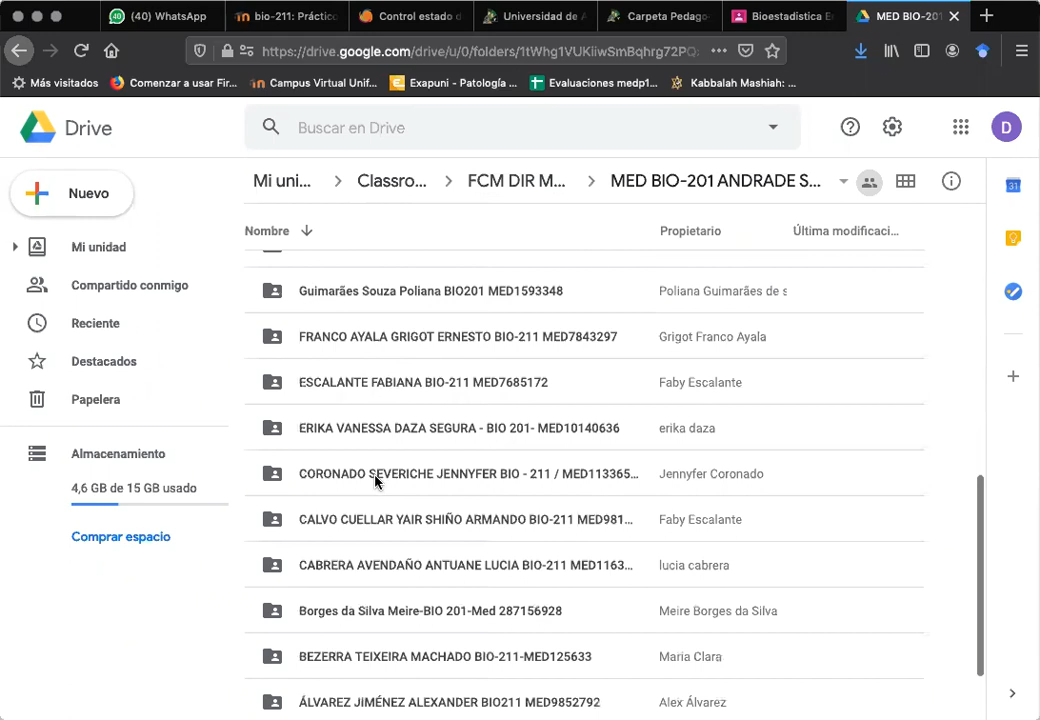 (40) WhatsApp
bio-211: Práctico
Control estado d
Universidad de A
Carpeta Pedago
Bioestadistica E
MED BIO-201
https://drive.google.com/drive/u/0/folders/1tWhg1VUKiiwSmBqhrg72PQ
Más visitados
Comenzar a usar Fir...
Campus Virtual Unif...
Exapuni - Patología ...
Evaluaciones medp1...
Kabbalah Mashiah: ...
Drive
Buscar en Drive
D
Nuevo
Mi uni...
Classro...
FCM DIR M...
MED BIO-201 ANDRADE S...
Nombre
Propietario
Última modificaci...
Mi unidad
Compartido conmigo
Reciente
Destacados
Papelera
Almacenamiento
4,6 GB de 15 GB usado
Comprar espacio
Guimarães Souza Poliana BIO201 MED1593348 Poliana Guimarães de s
FRANCO AYALA GRIGOT ERNESTO BIO-211 MED7843297 Grigot Franco Ayala
ESCALANTE FABIANA BIO-211 MED7685172 Faby Escalante
ERIKA VANESSA DAZA SEGURA - BIO 201- MED10140636 erika daza
CORONADO SEVERICHE JENNYFER BIO - 211 / MED113365... Jennyfer Coronado
CALVO CUELLAR YAIR SHIÑO ARMANDO BIO-211 MED981... Faby Escalante
CABRERA AVENDAÑO ANTUANE LUCIA BIO-211 MED1163... lucia cabrera
Borges da Silva Meire-BIO 201-Med 287156928 Meire Borges da Silva
BEZERRA TEIXEIRA MACHADO BIO-211-MED125633 Maria Clara
ÁLVAREZ JiMÉNEZ ALEXANDER BIO211 MED9852792 Alex Álvarez
31